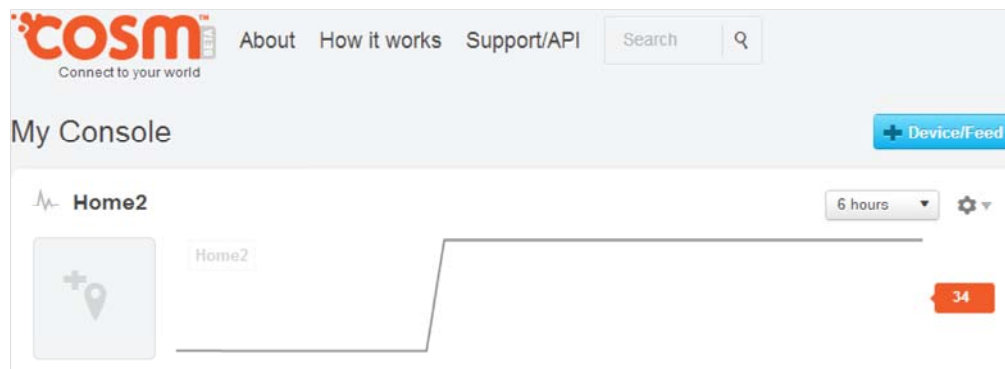 cosm™ BETA
Connect to your world
About How it works Support/API Search
My Console
Device/Feed
Home2
6 hours
Home2
34